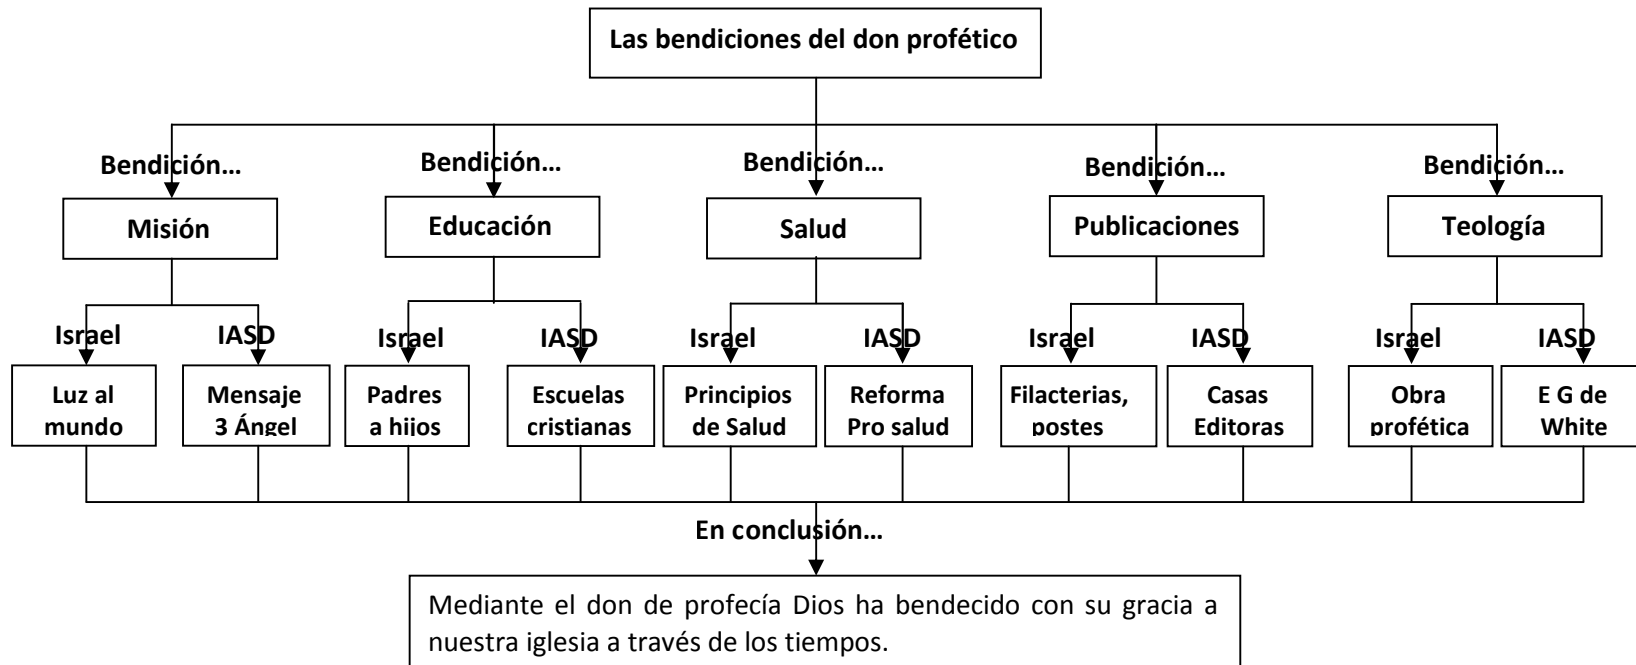 Las bendiciones del don profético
Bendición... Bendición... Bendición... Bendición... Bendición...
Misión Educación Salud Publicaciones Teología
Israel IASD Israel IASD Israel IASD Israel IASD Israel IASD
Luz al mundo
Mensaje 3 Ángel
Padres a hijos
Escuelas cristianas
Principios de Salud
Reforma Pro salud
Filacterias, postes
Casas Editoras
Obra profética
E G de White
En conclusión...
Mediante el don de profecía Dios ha bendecido con su gracia a
nuestra iglesia a través de los tiempos.